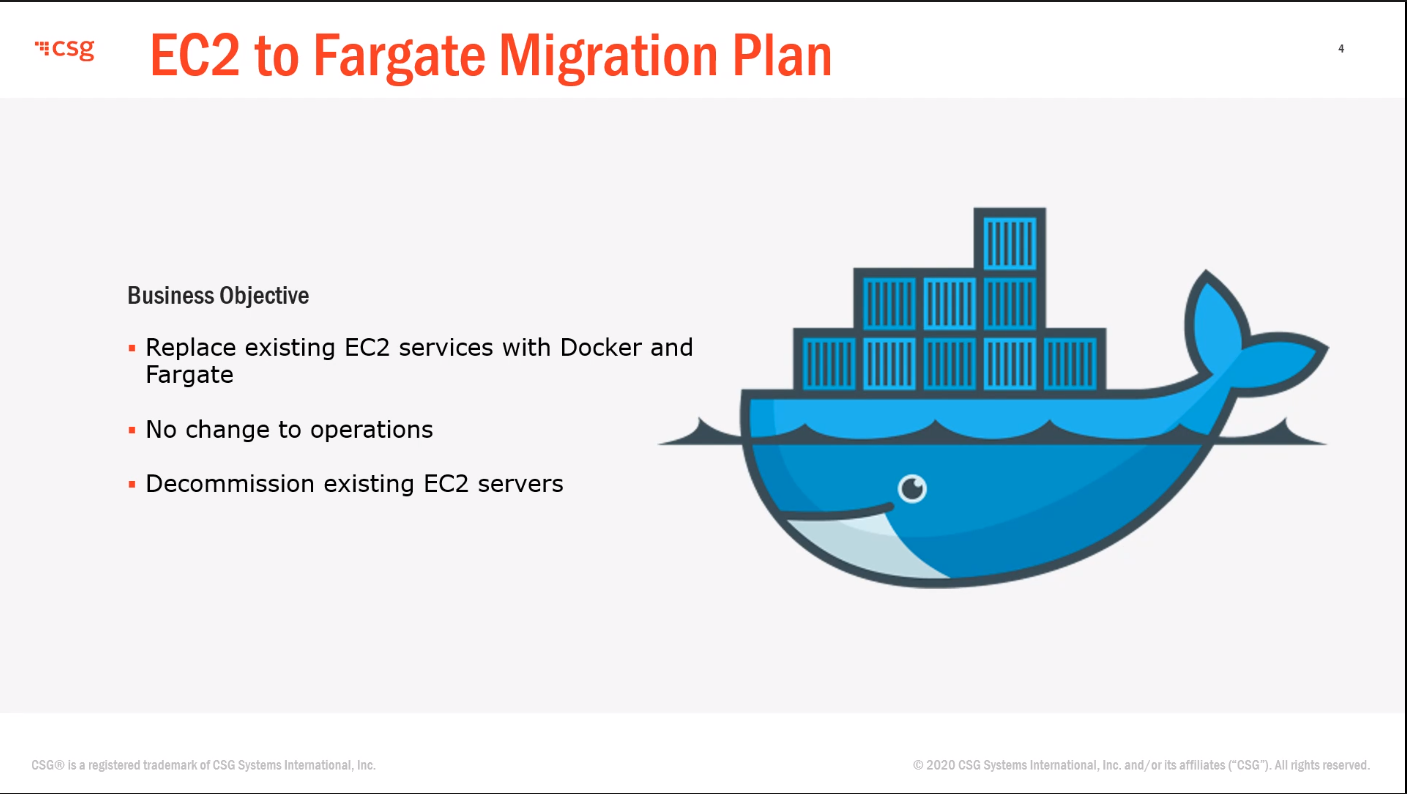 csg
EC2 to Fargate Migration Plan
4
Business Objective
▪ Replace existing EC2 services with Docker and
Fargate
▪ No change to operations
▪ Decommission existing EC2 servers
CSG® is a registered trademark of CSG Systems International, Inc.
© 2020 CSG Systems International, Inc. and/or its affiliates (“CSG”). All rights reserved.